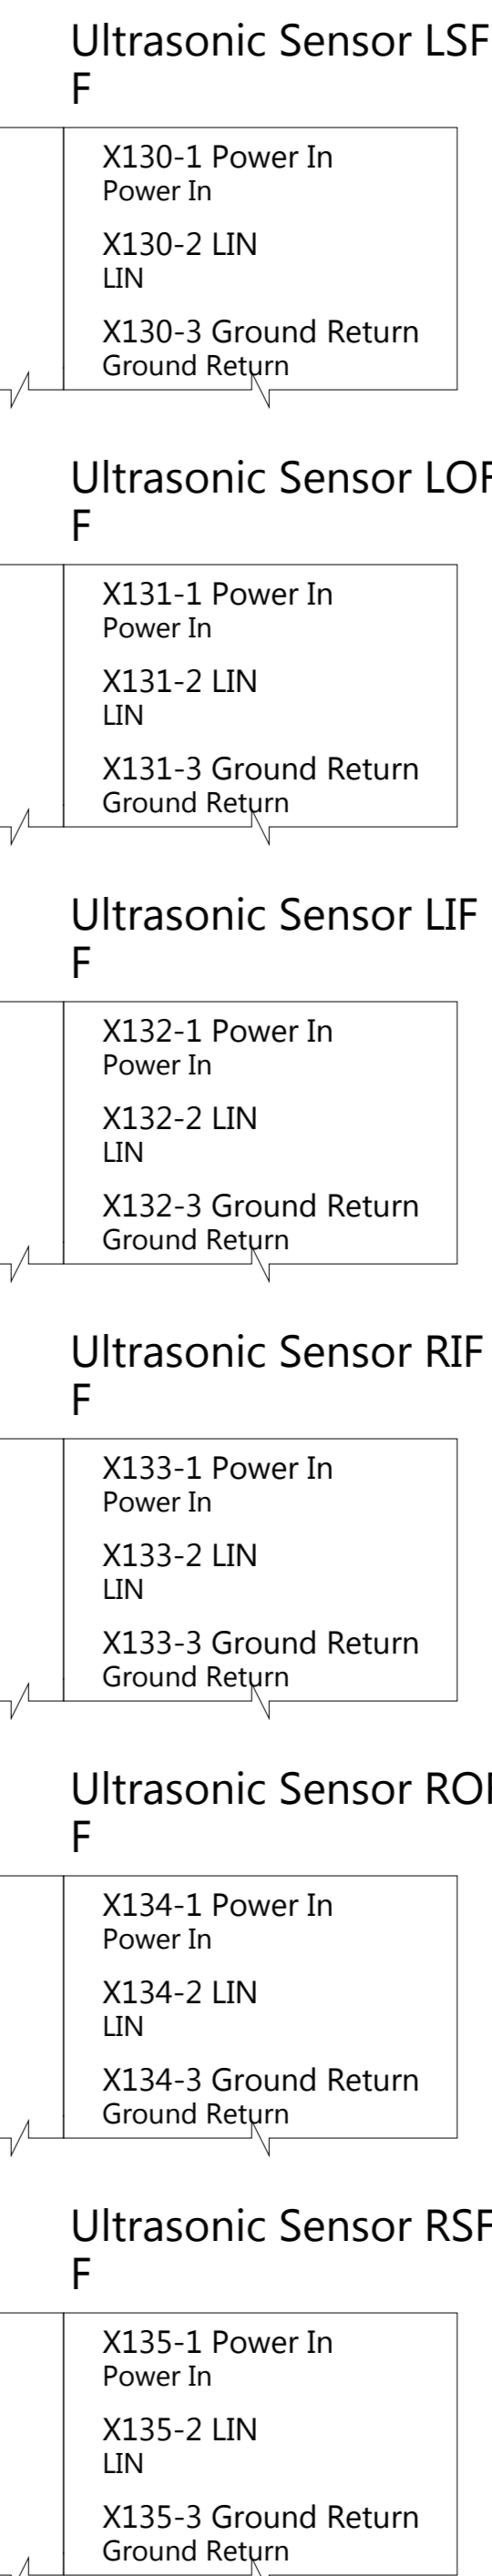 Ultrasonic Sensor LSF
F
X130-1 Power In
Power In
X130-2 LIN
LIN
X130-3 Ground Return
Ground Return
Ultrasonic Sensor LOF
F
X131-1 Power In
Power In
X131-2 LIN
LIN
X131-3 Ground Return
Ground Return
Ultrasonic Sensor LIF
F
X132-1 Power In
Power In
X132-2 LIN
LIN
X132-3 Ground Return
Ground Return
Ultrasonic Sensor RIF
F
X133-1 Power In
Power In
X133-2 LIN
LIN
X133-3 Ground Return
Ground Return
Ultrasonic Sensor ROF
F
X134-1 Power In
Power In
X134-2 LIN
LIN
X134-3 Ground Return
Ground Return
Ultrasonic Sensor RSF
F
X135-1 Power In
Power In
X135-2 LIN
LIN
X135-3 Ground Return
Ground Return